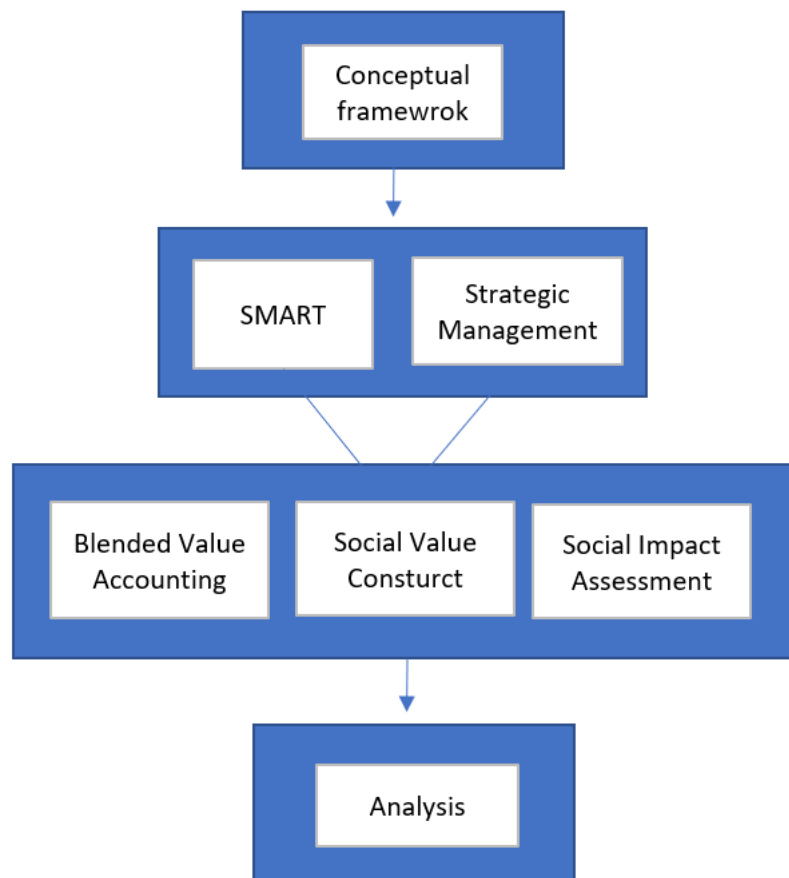 Conceptual
framewrok
SMART
Strategic
Management
Blended Value
Accounting
Social Value
Consturct
Social Impact
Assessment
Analysis